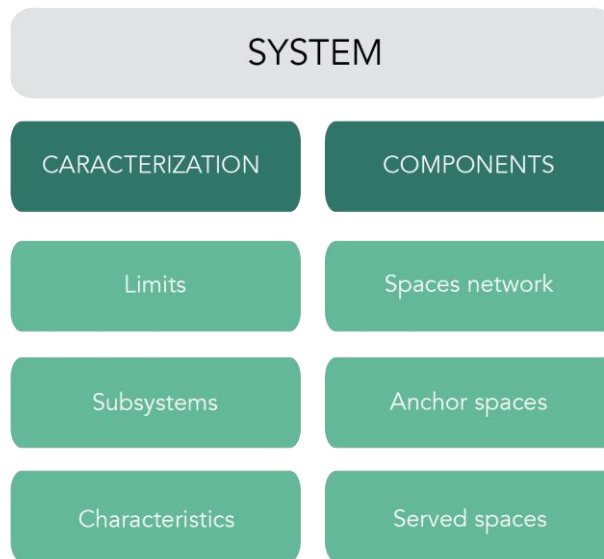 SYSTEM
CARACTERIZATION
COMPONENTS
Limits
Spaces network
Subsystems
Anchor spaces
Characteristics
Served spaces